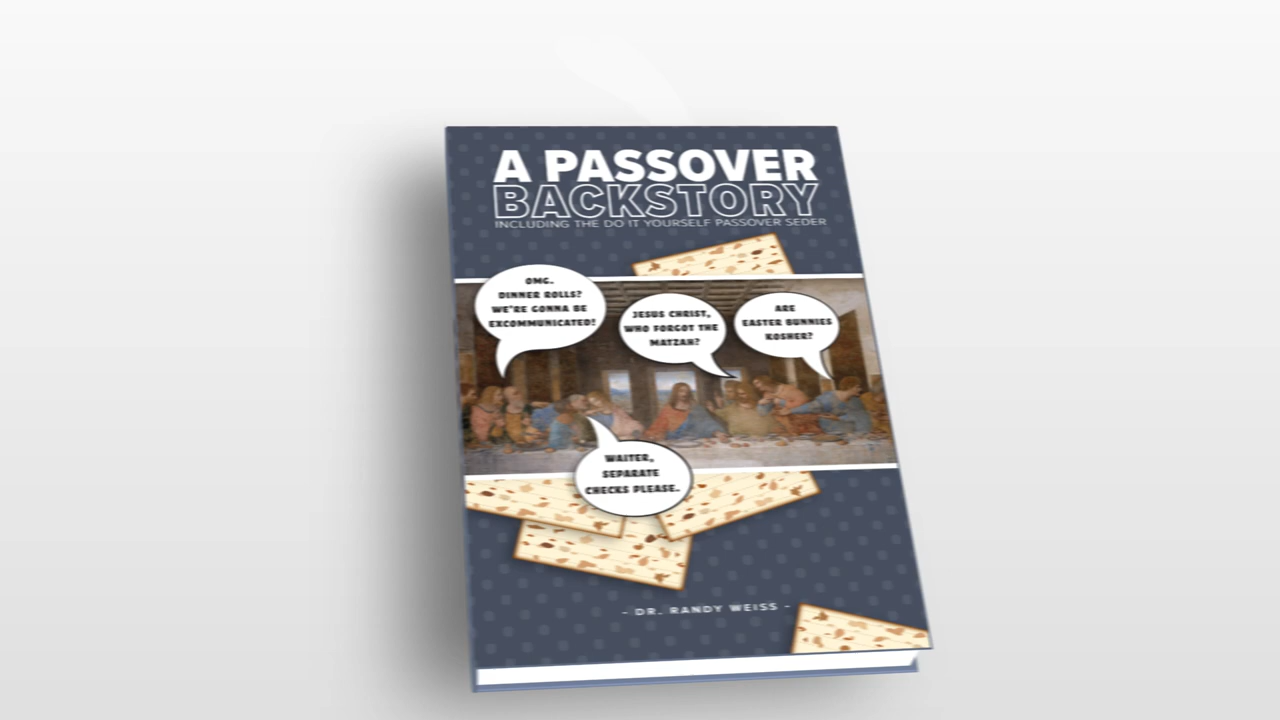 A PASSOVER
BACKSTORY
INCLUDING THE DO IT YOURSELF PASSOVER SEDER
OMG.
DINNER ROLLS?
WE'RE GONNA BE
EXCOMMUNICATED!
JESUS CHRIST,
WHO FORGOT THE
MATZAH?
ARE
EASTER BUNNIES
KOSHER?
WAITER,
SEPARATE
CHECKS PLEASE.
- DR. RANDY WEISS -